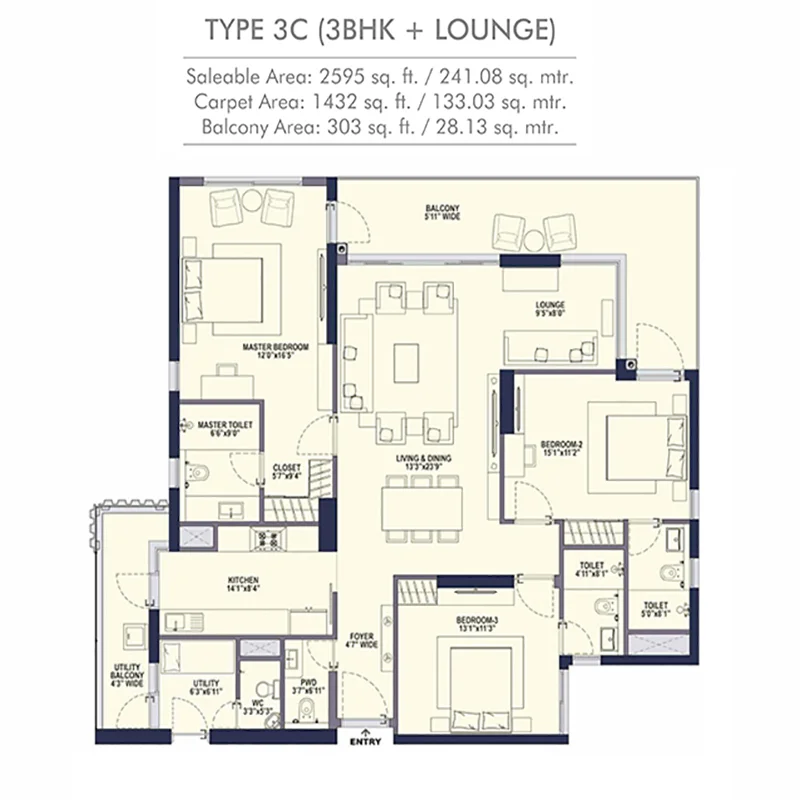 TYPE 3C (3BHK + LOUNGE)
Saleable Area: 2595 sq. ft. / 241.08 sq. mtr.
Carpet Area: 1432 sq. ft. / 133.03 sq. mtr.
Balcony Area: 303 sq. ft. / 28.13 sq. mtr.
BALCONY
5'11" WIDE
LOUNGE
9'5"x8'0"
MASTER BEDROOM
12'0"x16'5"
MASTER TOILET
6'6"x9'0"
CLOSET
5'7"x9'4"
LIVING & DINING
13'3"x23'9"
BEDROOM-2
15'1"x11'2"
KITCHEN
14'1"x8'4"
TOILET
4'11"x8'1"
TOILET
5'0"x8'1"
BEDROOM-3
13'1"x11'3"
FOYER
4'7" WIDE
UTILITY
BALCONY
4'3" WIDE
UTILITY
6'3"x6'11"
WC
3'3"x5'3"
PWD
3'7"x6'11"
ENTRY